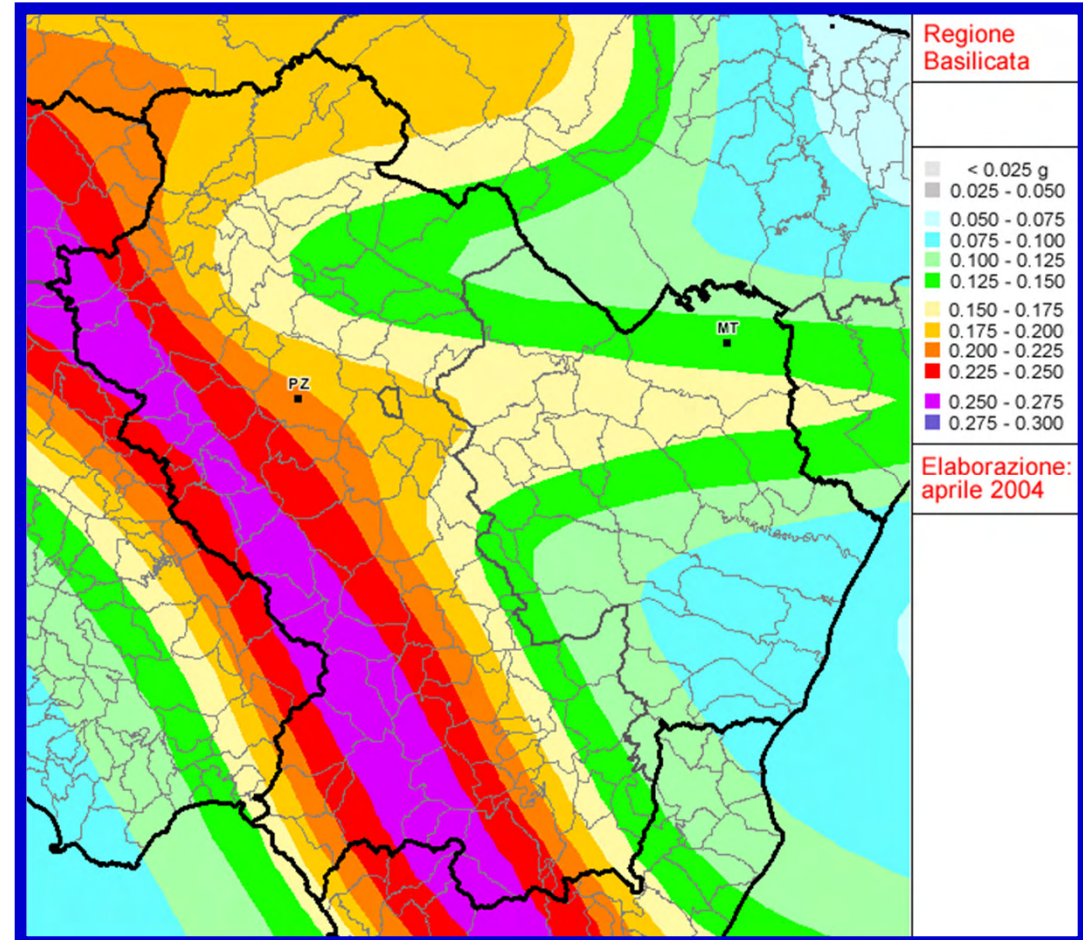 Regione
Basilicata
< 0.025 g
0.025 - 0.050
0.050 - 0.075
0.075 - 0.100
0.100 - 0.125
0.125 - 0.150
0.150 - 0.175
0.175 - 0.200
0.200 - 0.225
0.225 - 0.250
0.250 - 0.275
0.275 - 0.300
Elaborazione:
aprile 2004
MT
PZ